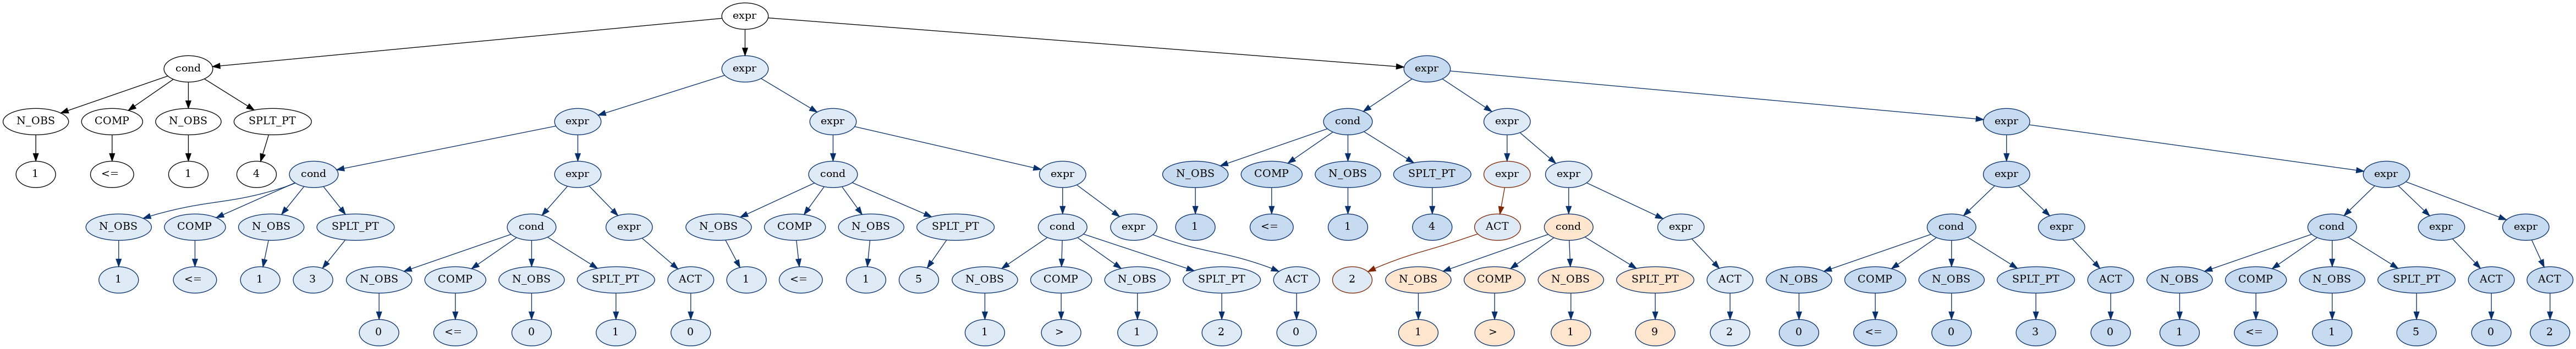 expr
cond expr expr
N_OBS COMP N_OBS SPLT_PT expr expr cond expr expr
1 <= 1 4 cond expr cond expr N_OBS COMP N_OBS SPLT_PT expr expr expr expr
N_OBS COMP N_OBS SPLT_PT cond expr N_OBS COMP N_OBS SPLT_PT cond expr 1 <= 1 4 ACT cond expr cond expr cond expr expr
1 <= 1 3 N_OBS COMP N_OBS SPLT_PT ACT 1 <= 1 5 N_OBS COMP N_OBS SPLT_PT ACT 2 N_OBS COMP N_OBS SPLT_PT ACT N_OBS COMP N_OBS SPLT_PT ACT N_OBS COMP N_OBS SPLT_PT ACT ACT
0 <= 0 1 0 1 > 1 2 0 1 > 1 9 2 0 <= 0 3 0 1 <= 1 5 0 2